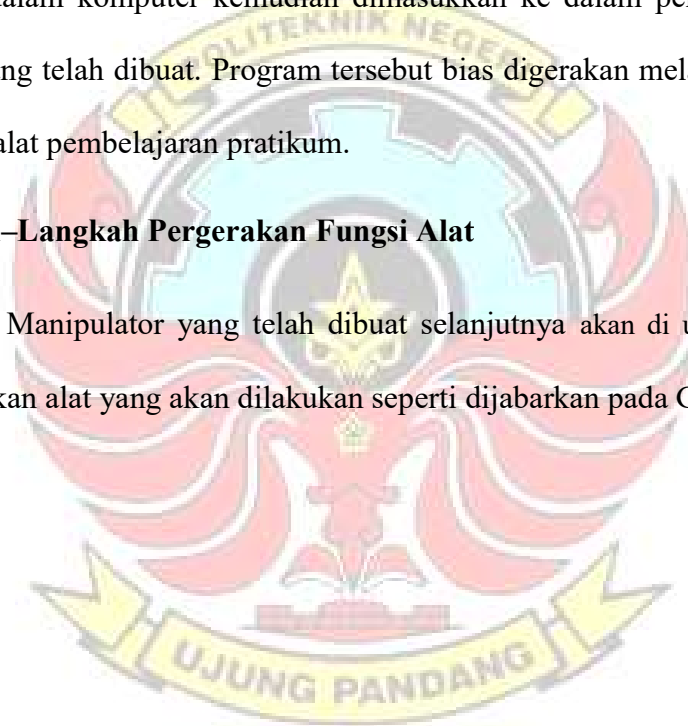 dalam komputer kemudian dimasukkan ke dalam
ng telah dibuat. Program tersebut bias digerakan
alat pembelajaran pratikum.
–Langkah Pergerakan Fungsi Alat
Manipulator yang telah dibuat selanjutnya akan di
kan alat yang akan dilakukan seperti dijabarkan pada
POLITEKNIK NEGERI
UJUNG PANDANG